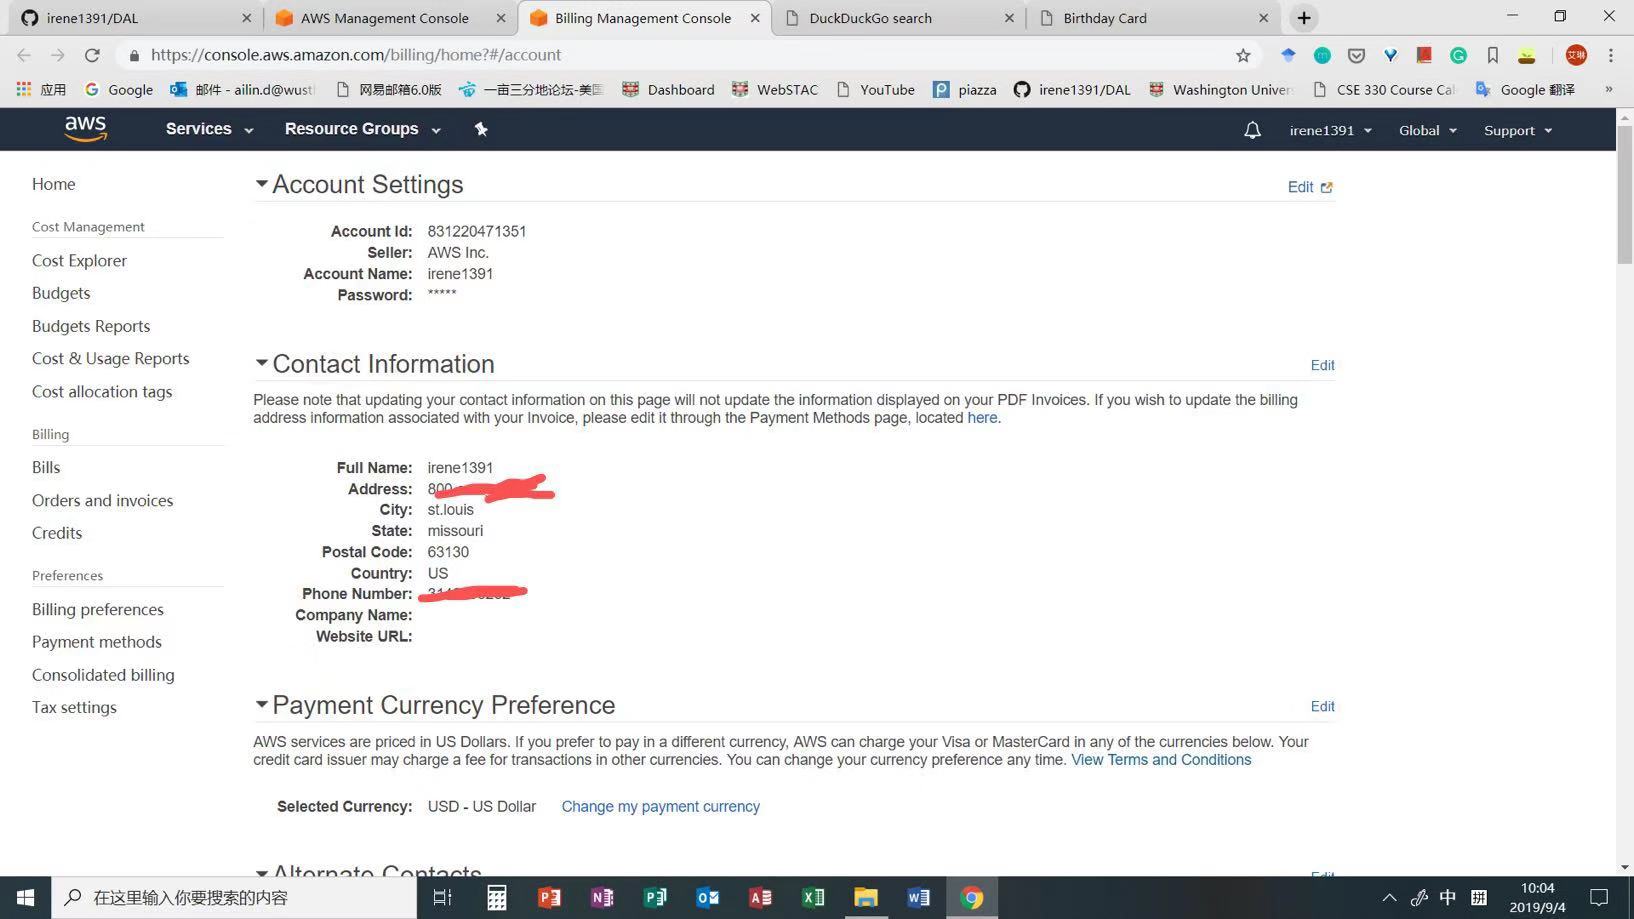 irene1391/DAL
AWS Management Console
Billing Management Console
DuckDuckGo search
Birthday Card
https://console.aws.amazon.com/billing/home?#/account
艾琳
应用
Google
邮件 - ailin.d@wustl
网易邮箱6.0版
一亩三分地论坛-美国
Dashboard
WebSTAC
YouTube
piazza
irene1391/DAL
Washington Univer
CSE 330 Course Cal
Google 翻译
aws
Services
Resource Groups
irene1391
Global
Support
Home
Cost Management
Cost Explorer
Budgets
Budgets Reports
Cost & Usage Reports
Cost allocation tags
Billing
Bills
Orders and invoices
Credits
Preferences
Billing preferences
Payment methods
Consolidated billing
Tax settings
Account Settings
Edit
Account Id: 831220471351
Seller: AWS Inc.
Account Name: irene1391
Password: *****
Contact Information
Edit
Please note that updating your contact information on this page will not update the information displayed on your PDF Invoices. If you wish to update the billing
address information associated with your Invoice, please edit it through the Payment Methods page, located here.
Full Name: irene1391
Address: 800
City: st.louis
State: missouri
Postal Code: 63130
Country: US
Phone Number:
Company Name:
Website URL:
Payment Currency Preference
Edit
AWS services are priced in US Dollars. If you prefer to pay in a different currency, AWS can charge your Visa or MasterCard in any of the currencies below. Your
credit card issuer may charge a fee for transactions in other currencies. You can change your currency preference any time. View Terms and Conditions
Selected Currency: USD - US Dollar Change my payment currency
Alternate Contacts
Edit
在这里输入你要搜索的内容
中
拼
10:04
2019/9/4